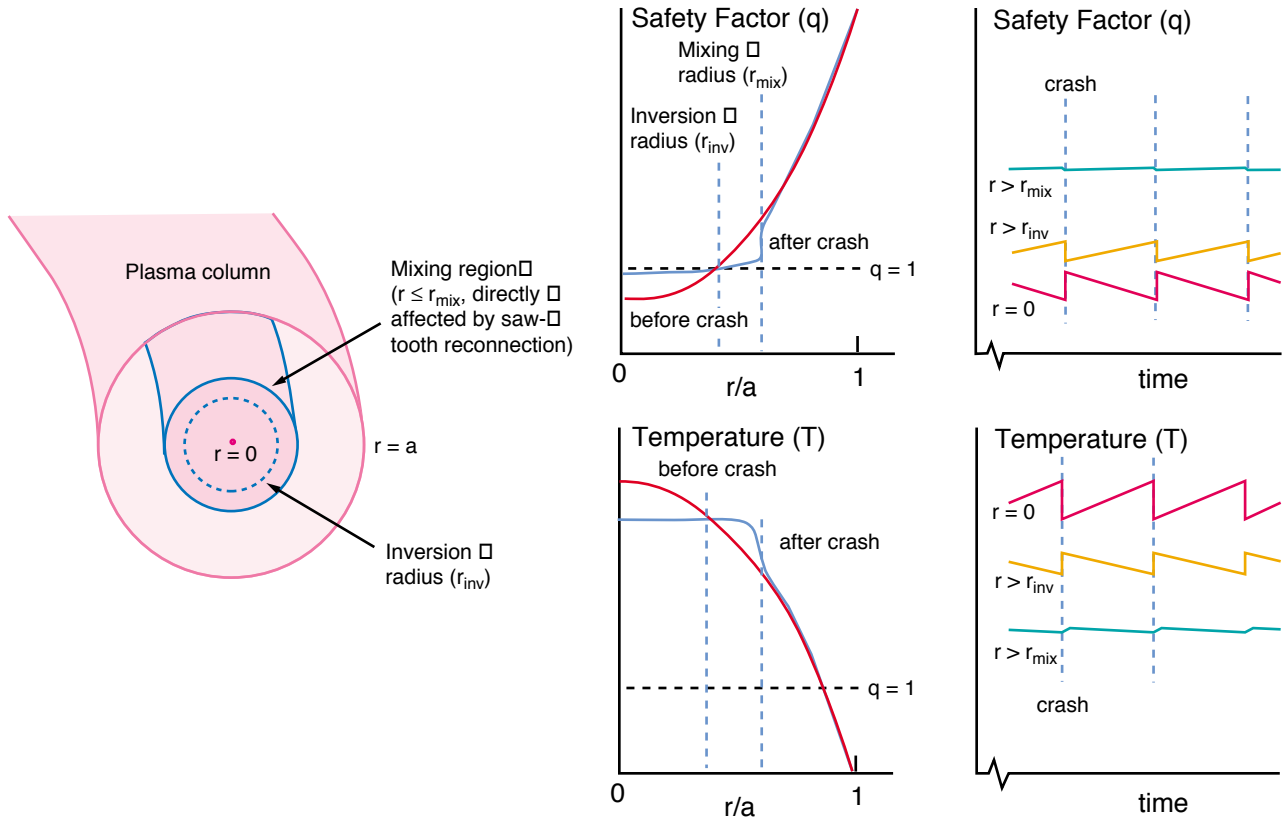 Plasma column
Mixing region□
(r ≤ rmix, directly □
affected by saw-□
tooth reconnection)
r = 0
r = a
Inversion □
radius (rinv)
Safety Factor (q)
Mixing □
radius (rmix)
Inversion □
radius (rinv)
after crash
q = 1
before crash
0
1
r/a
Safety Factor (q)
crash
r > rmix
r > rinv
r = 0
time
Temperature (T)
before crash
after crash
q = 1
0
1
r/a
Temperature (T)
r = 0
r > rinv
r > rmix
crash
time